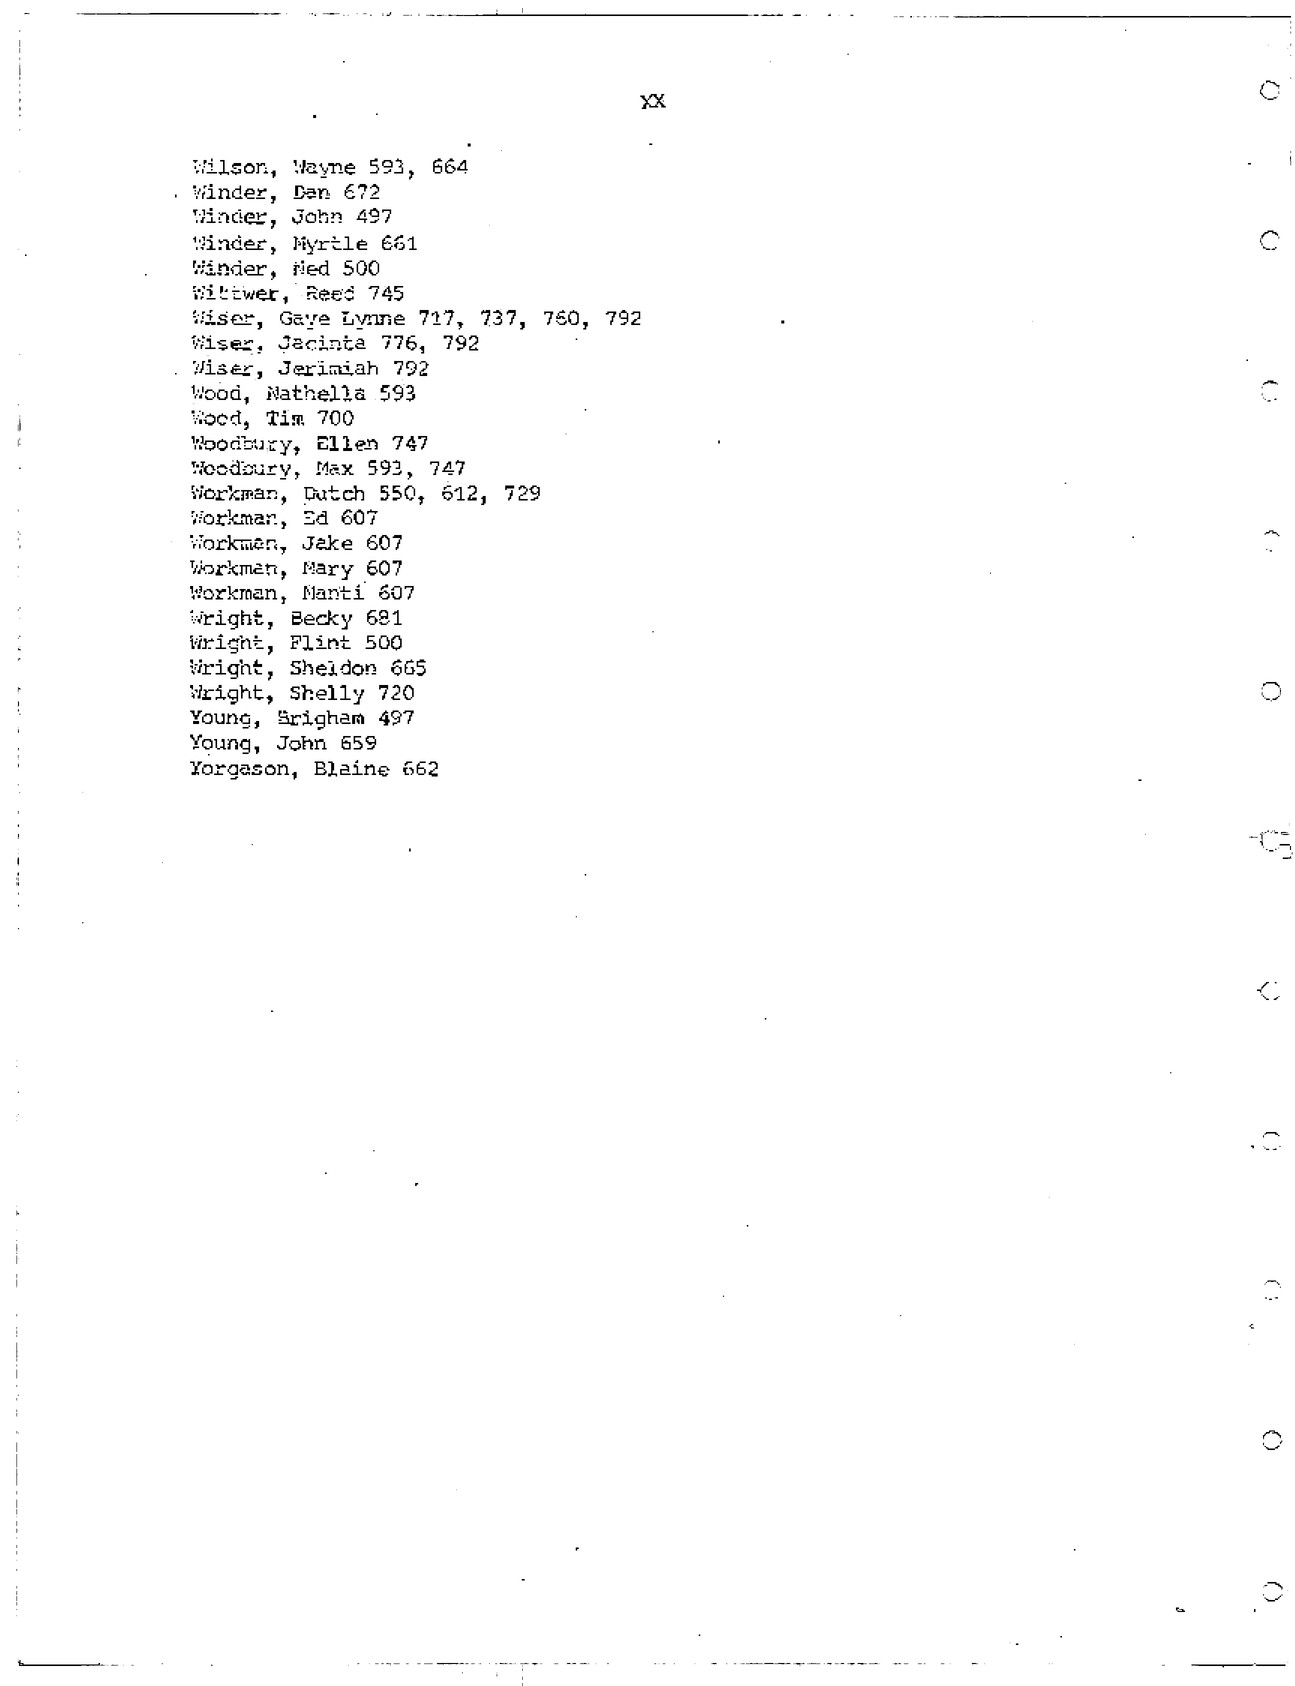 XX
Wilson, Wayne 593, 664
Winder, Dan 672
Winder, John 497
Winder, Myrtle 661
Winder, Ned 500
Wittwer, Reed 745
Wiser, Gaye Lynne 717, 737, 760, 792
Wiser, Jacinta 776, 792
Wiser, Jerimiah 792
Wood, Nathella 593
Wood, Tim 700
Woodbury, Ellen 747
Woodbury, Max 593, 747
Workman, Dutch 550, 612, 729
Workman, Ed 607
Workman, Jake 607
Workman, Mary 607
Workman, Manti 607
Wright, Becky 681
Wright, Flint 500
Wright, Sheldon 665
Wright, Shelly 720
Young, Brigham 497
Young, John 659
Yorgason, Blaine 662